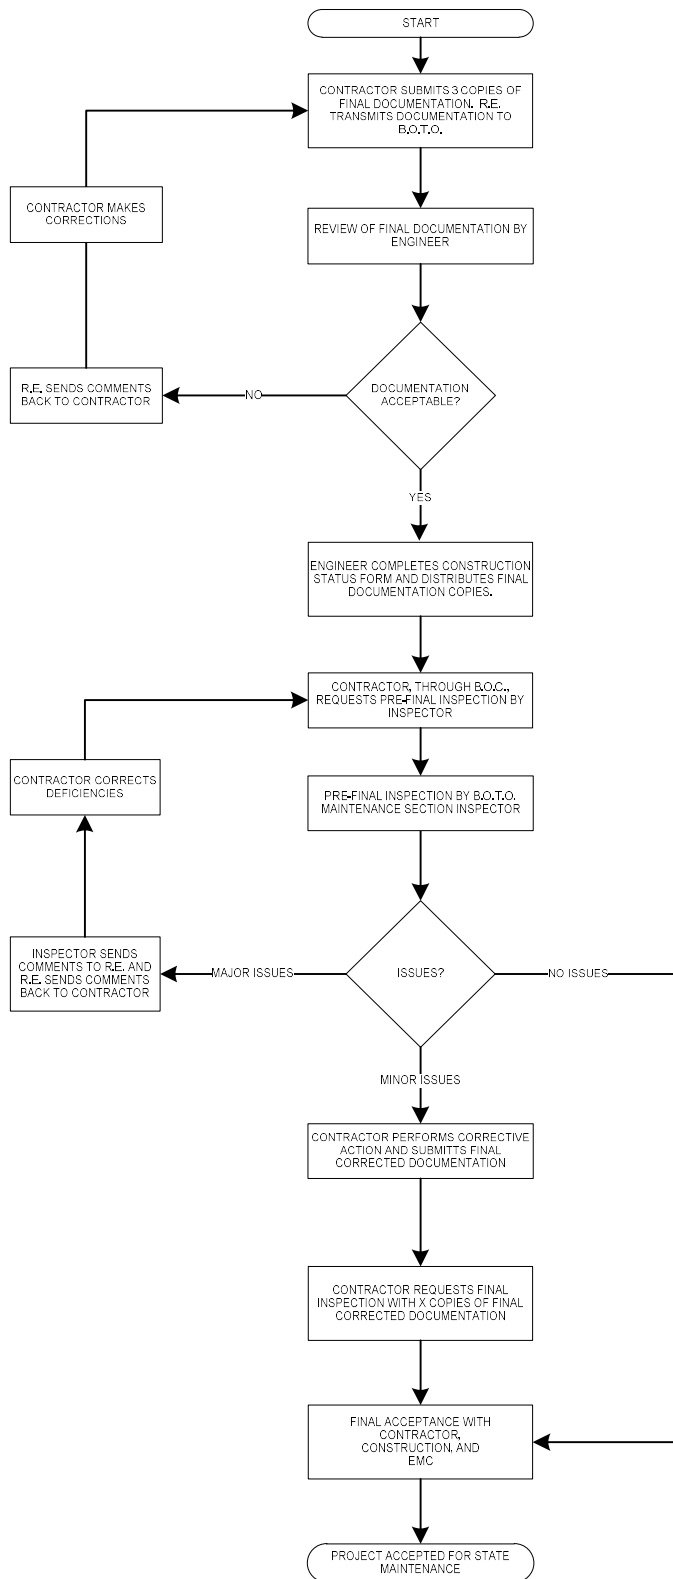 START
CONTRACTOR SUBMITS 3 COPIES OF
FINAL DOCUMENTATION. R.E.
TRANSMITS DOCUMENTATION TO
B.O.T.O.
CONTRACTOR MAKES
CORRECTIONS
REVIEW OF FINAL DOCUMENTATION BY
ENGINEER
R.E. SENDS COMMENTS
BACK TO CONTRACTOR
NO
DOCUMENTATION
ACCEPTABLE?
YES
ENGINEER COMPLETES CONSTRUCTION
STATUS FORM AND DISTRIBUTES FINAL
DOCUMENTATION COPIES.
CONTRACTOR, THROUGH B.O.C.,
REQUESTS PRE-FINAL INSPECTION BY
INSPECTOR
CONTRACTOR CORRECTS
DEFICIENCIES
PRE-FINAL INSPECTION BY B.O.T.O.
MAINTENANCE SECTION INSPECTOR
INSPECTOR SENDS
COMMENTS TO R.E. AND
R.E. SENDS COMMENTS
BACK TO CONTRACTOR
MAJOR ISSUES
ISSUES?
NO ISSUES
MINOR ISSUES
CONTRACTOR PERFORMS CORRECTIVE
ACTION AND SUBMITTS FINAL
CORRECTED DOCUMENTATION
CONTRACTOR REQUESTS FINAL
INSPECTION WITH X COPIES OF FINAL
CORRECTED DOCUMENTATION
FINAL ACCEPTANCE WITH
CONTRACTOR,
CONSTRUCTION, AND
EMC
PROJECT ACCEPTED FOR STATE
MAINTENANCE